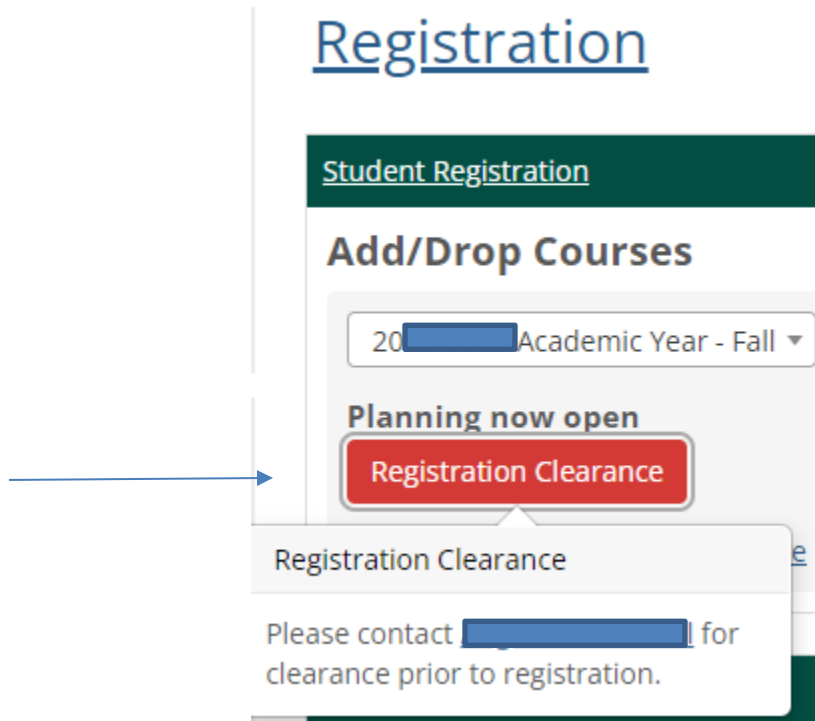 Registration
Student Registration
Add/Drop Courses
20 Academic Year - Fall
Planning now open
Registration Clearance
Registration Clearance
Please contact for
clearance prior to registration.